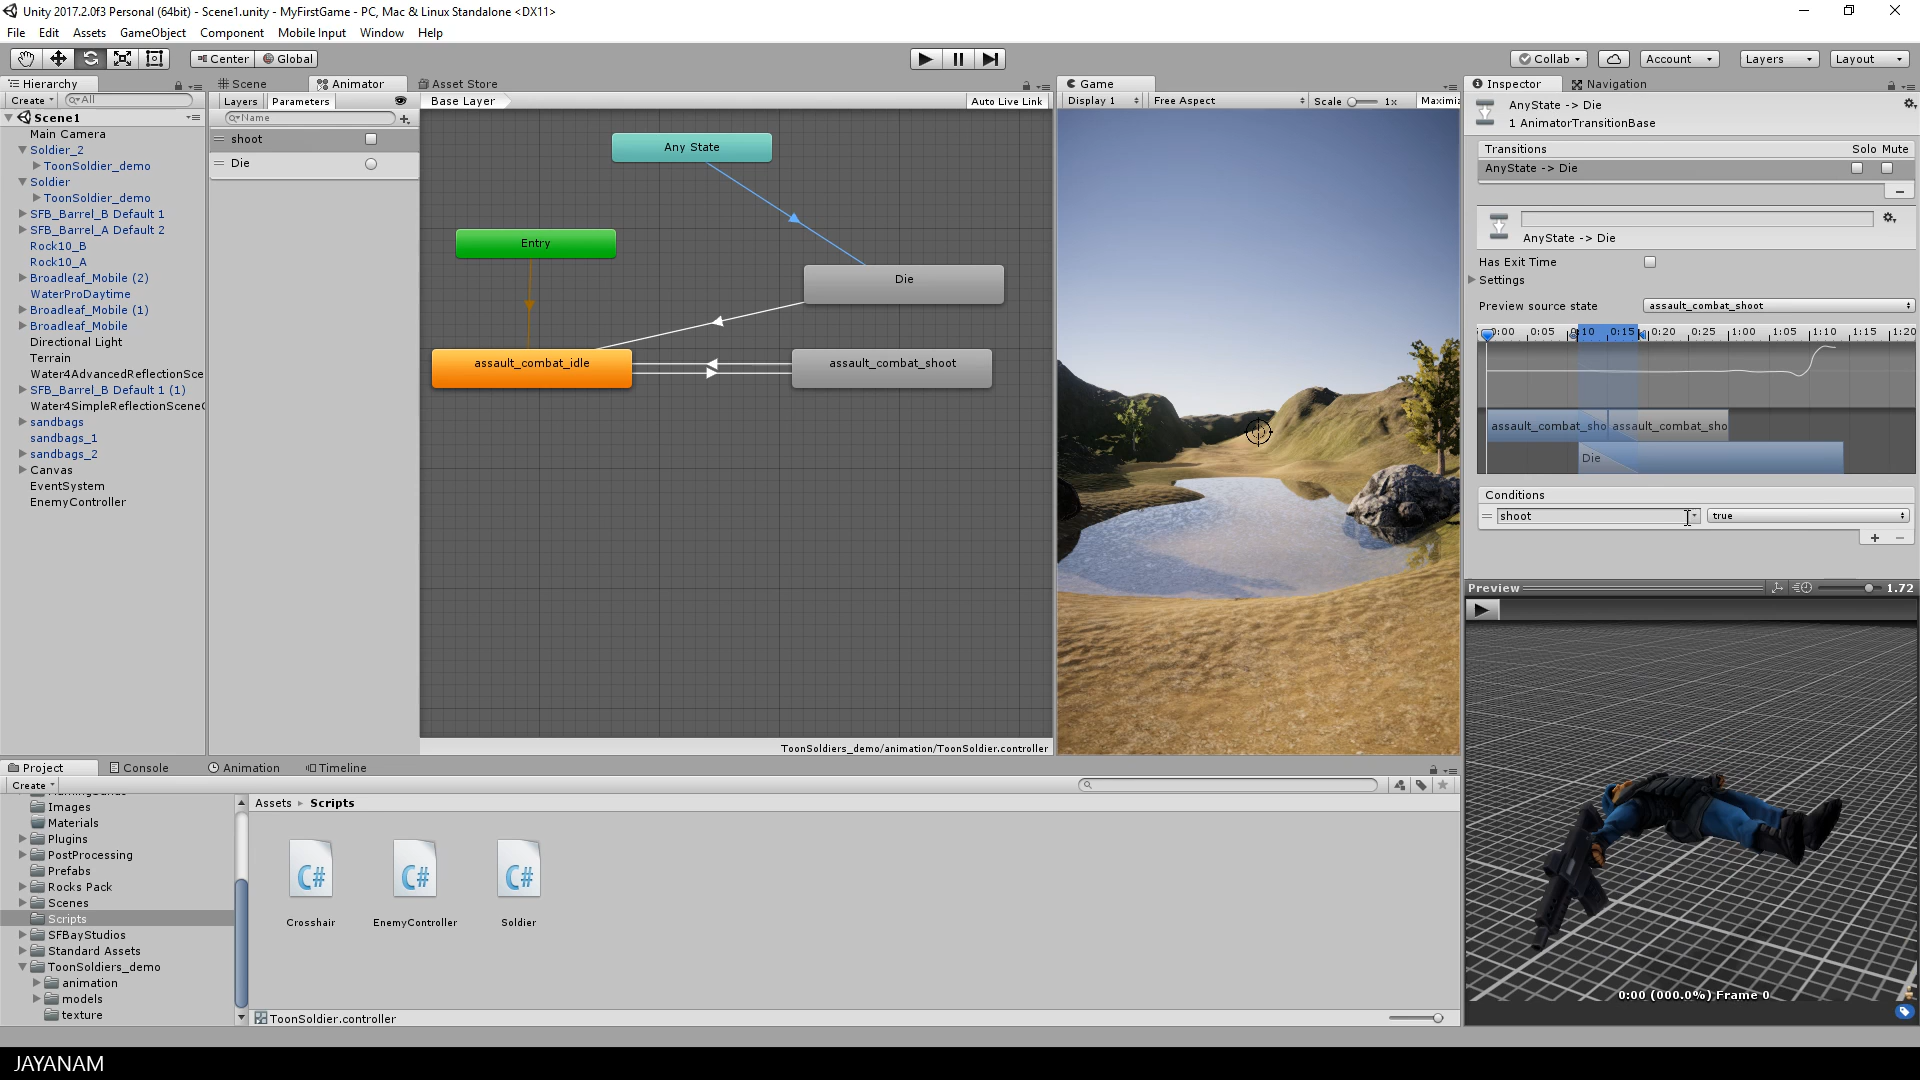 Unity 2017.2.0f3 Personal (64bit) - Scene1.unity - MyFirstGame - PC, Mac & Linux Standalone <DX11>
File Edit Assets GameObject Component Mobile Input Window Help
Center Global
Collab Account Layers Layout
Hierarchy
Create All
Scene1
Main Camera
Soldier_2
ToonSoldier_demo
Soldier
ToonSoldier_demo
SFB_Barrel_B Default 1
SFB_Barrel_A Default 2
Rock10_B
Rock10_A
Broadleaf_Mobile (2)
WaterProDaytime
Broadleaf_Mobile (1)
Broadleaf_Mobile
Directional Light
Terrain
Water4AdvancedReflectionSce
SFB_Barrel_B Default 1 (1)
Water4SimpleReflectionScene
sandbags
sandbags_1
sandbags_2
Canvas
EventSystem
EnemyController
Scene Animator Asset Store
Layers Parameters
Name
shoot
Die
Base Layer Auto Live Link
Any State
Entry
Die
assault_combat_idle
assault_combat_shoot
ToonSoldiers_demo/animation/ToonSoldier.controller
Game
Display 1 Free Aspect Scale 1x Maximi
Inspector Navigation
AnyState -> Die
1 AnimatorTransitionBase
Transitions Solo Mute
AnyState -> Die
AnyState -> Die
Has Exit Time
Settings
Preview source state assault_combat_shoot
0:00 0:05 0:10 0:15 0:20 0:25 1:00 1:05 1:10 1:15 1:20
assault_combat_sho assault_combat_sho
Die
Conditions
shoot true
Preview 1.72
0:00 (000.0%) Frame 0
Project Console Animation Timeline
Create
Images
Materials
Plugins
PostProcessing
Prefabs
Rocks Pack
Scenes
Scripts
SFBayStudios
Standard Assets
ToonSoldiers_demo
animation
models
texture
Assets Scripts
Crosshair EnemyController Soldier
ToonSoldier.controller
JAYANAM